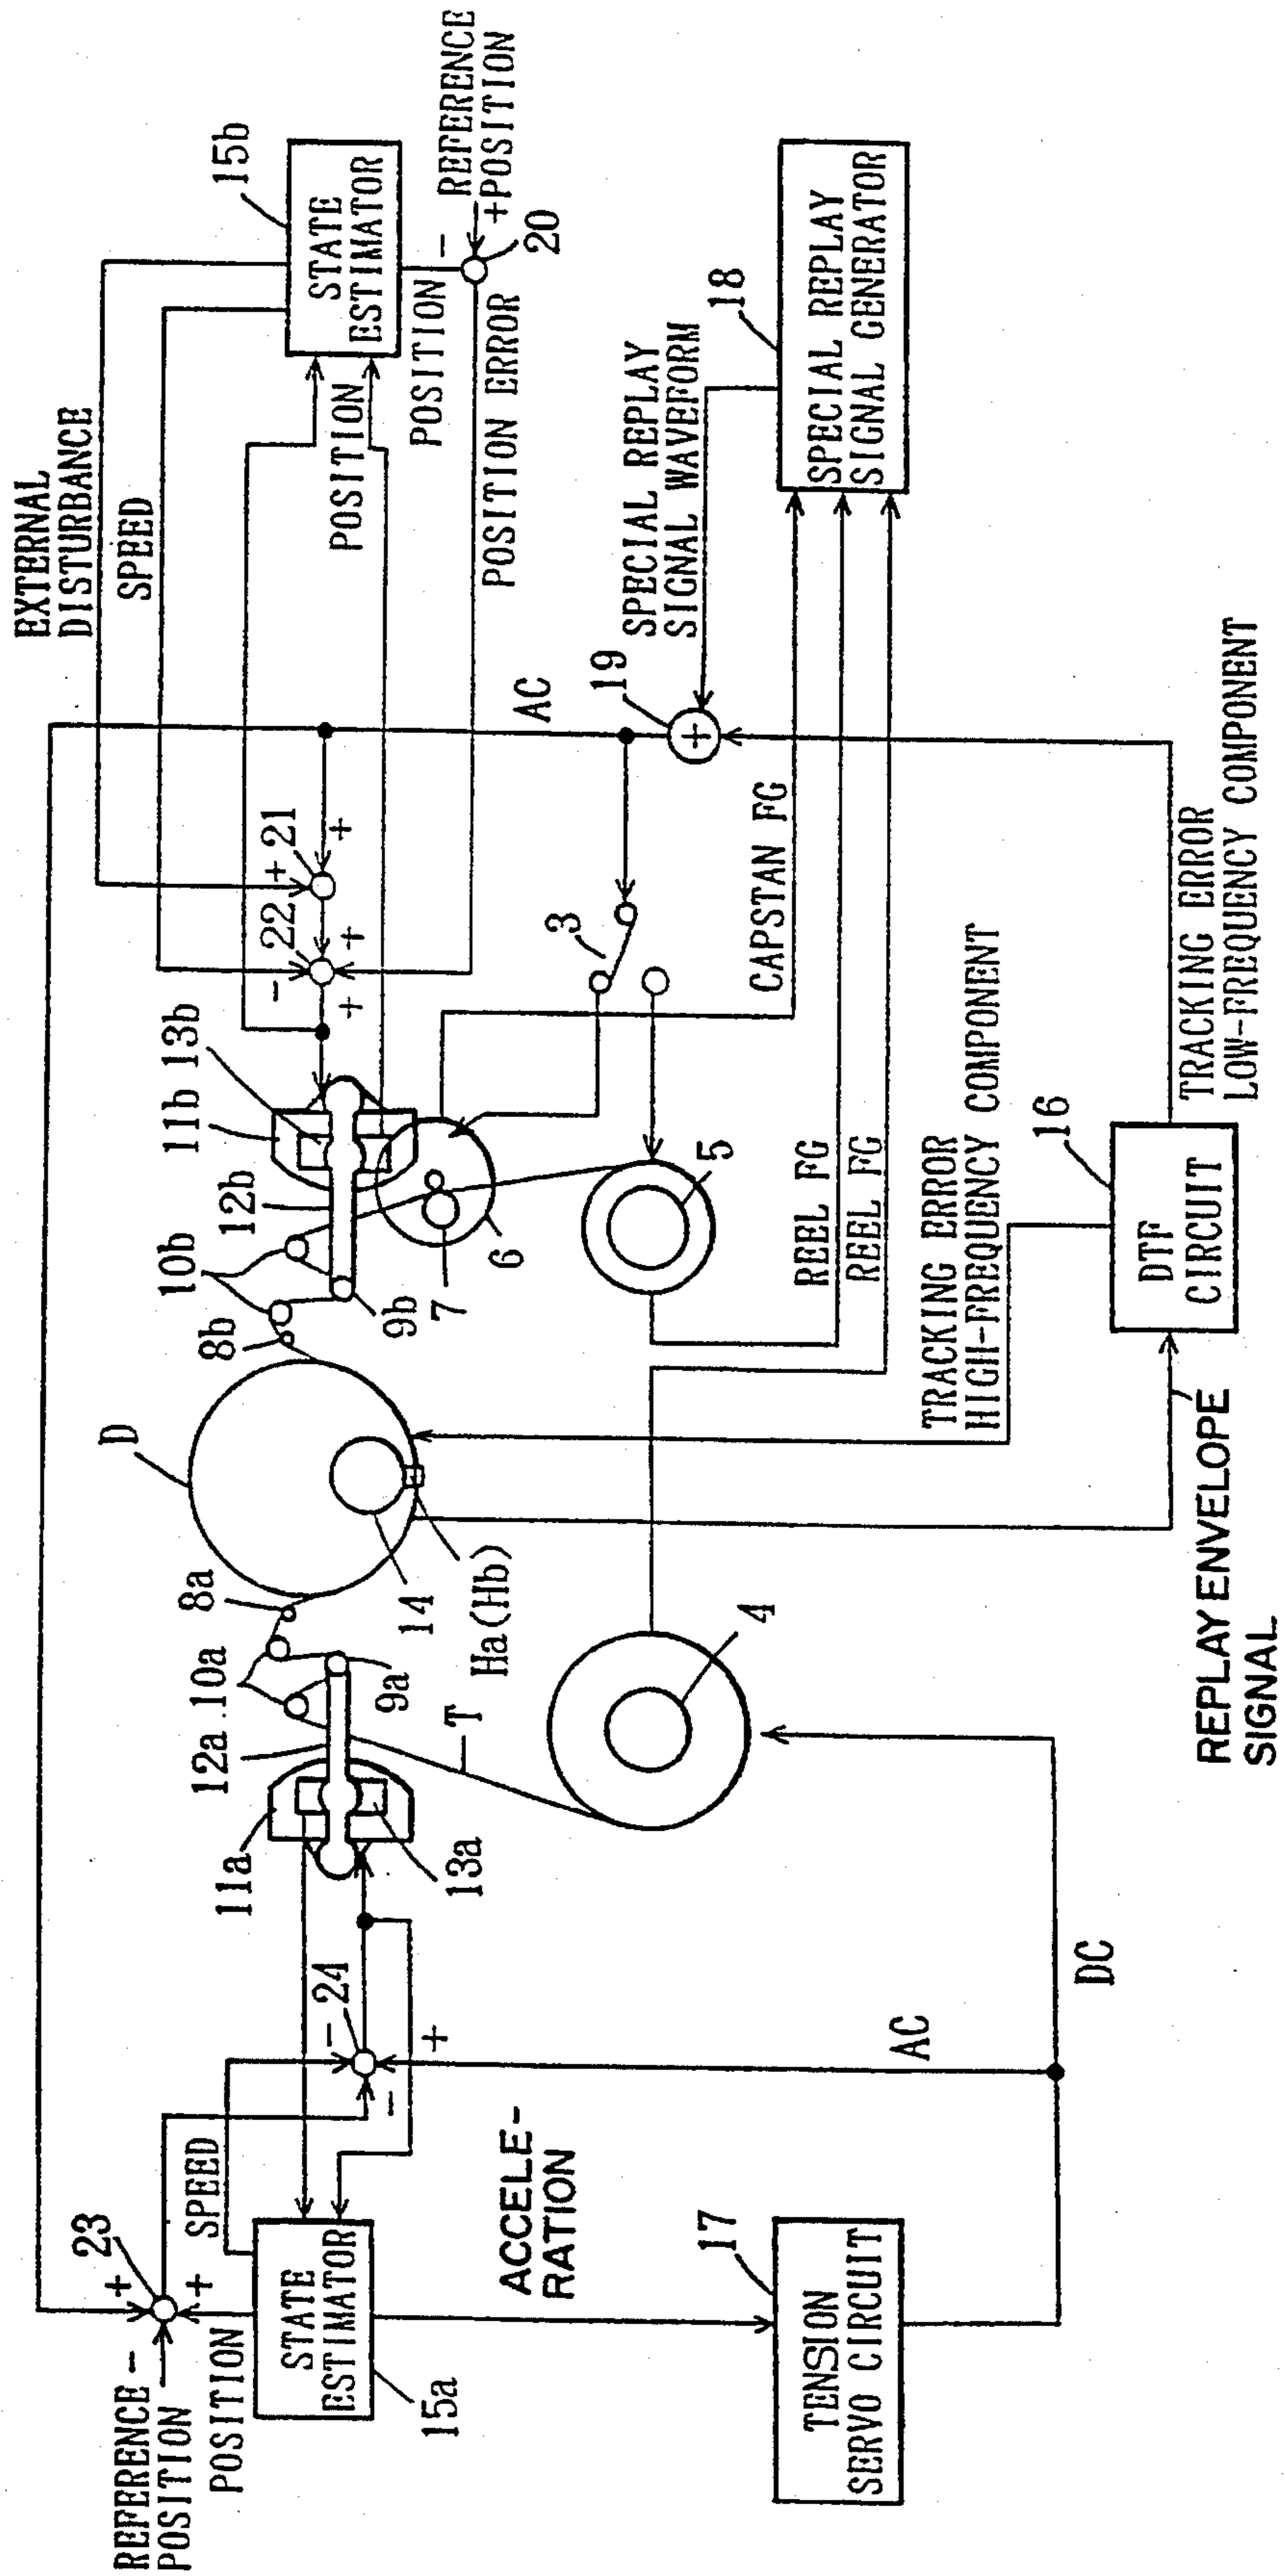 EXTERNAL
DISTURBANCE
SPEED
POSITION
STATE
ESTIMATOR
15b
POSITION
-
REFERENCE
+POSITION
20
POSITION ERROR
AC
+
21
+
22
+
-
+
11b
13b
12b
10b
8b
9b
7
6
5
3
19
+
SPECIAL REPLAY
SIGNAL WAVEFORM
18
SPECIAL REPLAY
SIGNAL GENERATOR
CAPSTAN FG
REEL FG
REEL FG
TRACKING ERROR
HIGH-FREQUENCY COMPONENT
TRACKING ERROR
LOW-FREQUENCY COMPONENT
16
DTF
CIRCUIT
REPLAY ENVELOPE
SIGNAL
D
14
Ha(Hb)
8a
10a
12a
9a
T
4
11a
13a
24
-
-
+
AC
DC
23
+
+
REFERENCE -
POSITION
POSITION
SPEED
STATE
ESTIMATOR
15a
ACCELE-
RATION
17
TENSION
SERVO CIRCUIT